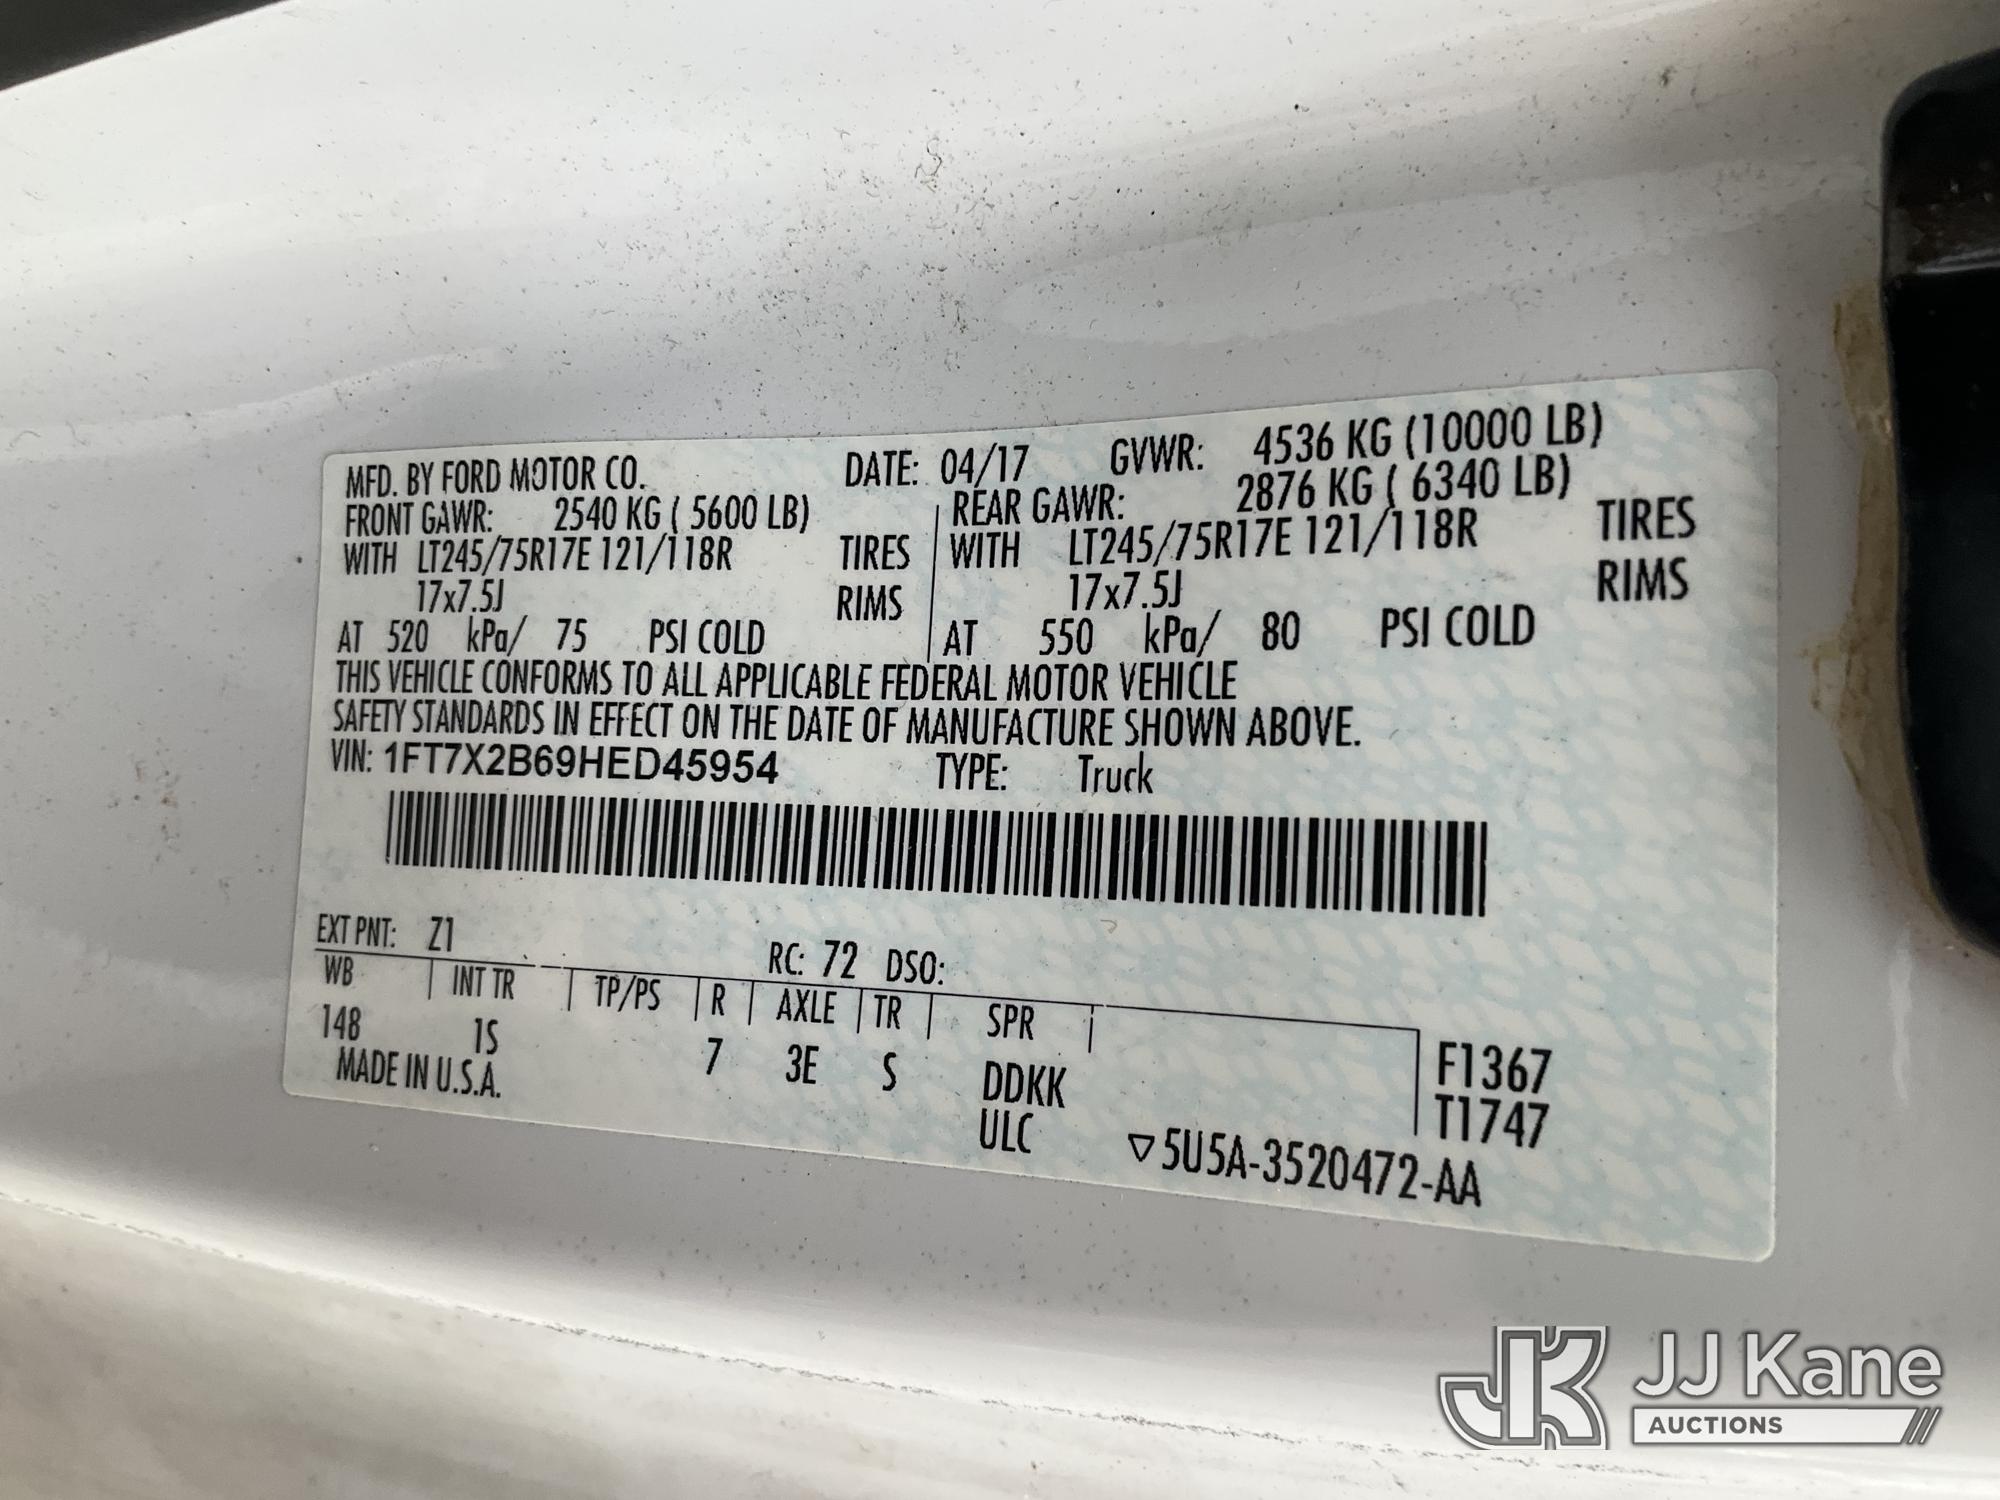 MFD. BY FORD MOTOR CO. DATE: 04/17 GVWR: 4536 KG (10000 LB)
FRONT GAWR: 2540 KG ( 5600 LB) REAR GAWR: 2876 KG ( 6340 LB)
WITH LT245/75R17E 121/118R TIRES WITH LT245/75R17E 121/118R TIRES
17x7.5J RIMS 17x7.5J RIMS
AT 520 kPa/ 75 PSI COLD AT 550 kPa/ 80 PSI COLD
THIS VEHICLE CONFORMS TO ALL APPLICABLE FEDERAL MOTOR VEHICLE
SAFETY STANDARDS IN EFFECT ON THE DATE OF MANUFACTURE SHOWN ABOVE.
VIN: 1FT7X2B69HED45954 TYPE: Truck
EXT PNT: Z1 RC: 72 DSO:
WB INT TR TP/PS R AXLE TR SPR
148 1S 7 3E S DDKK F1367
MADE IN U.S.A. ULC T1747
▽5U5A-3520472-AA
JK JJ Kane
AUCTIONS